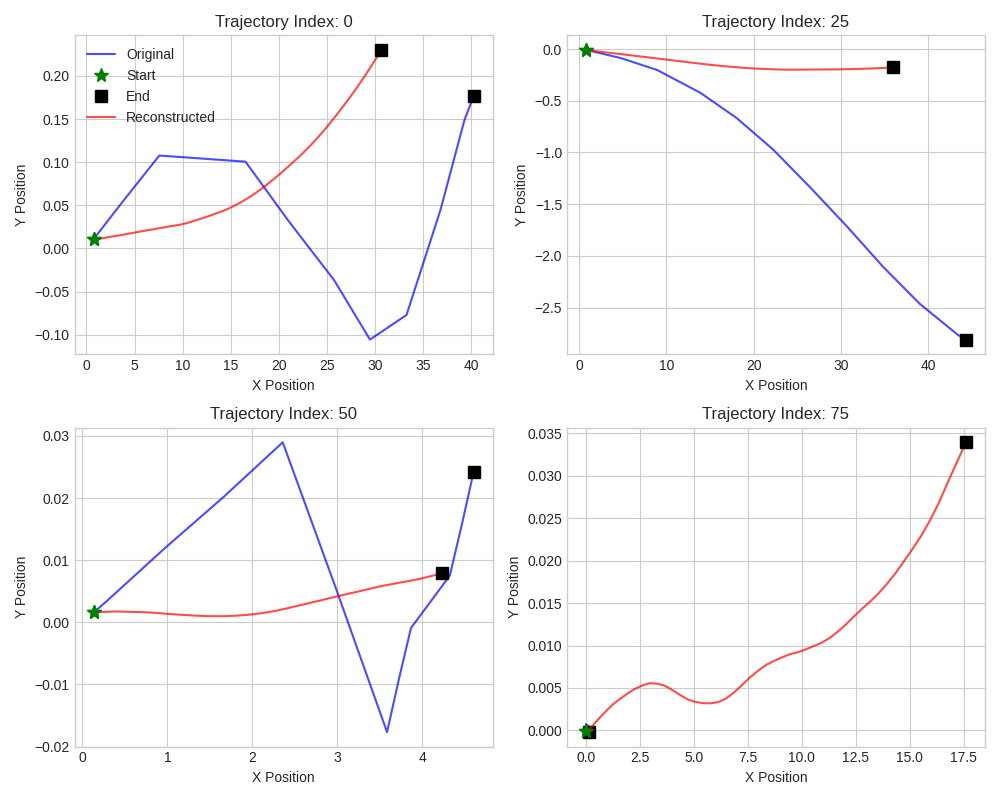 Trajectory Index: 0
Original
Start
End
Reconstructed
0.20
0.15
0.10
0.05
0.00
−0.05
−0.10
Y Position
0 5 10 15 20 25 30 35 40
X Position
Trajectory Index: 25
0.0
−0.5
−1.0
−1.5
−2.0
−2.5
Y Position
0 10 20 30 40
X Position
Trajectory Index: 50
0.03
0.02
0.01
0.00
−0.01
−0.02
Y Position
0 1 2 3 4
X Position
Trajectory Index: 75
0.035
0.030
0.025
0.020
0.015
0.010
0.005
0.000
Y Position
0.0 2.5 5.0 7.5 10.0 12.5 15.0 17.5
X Position